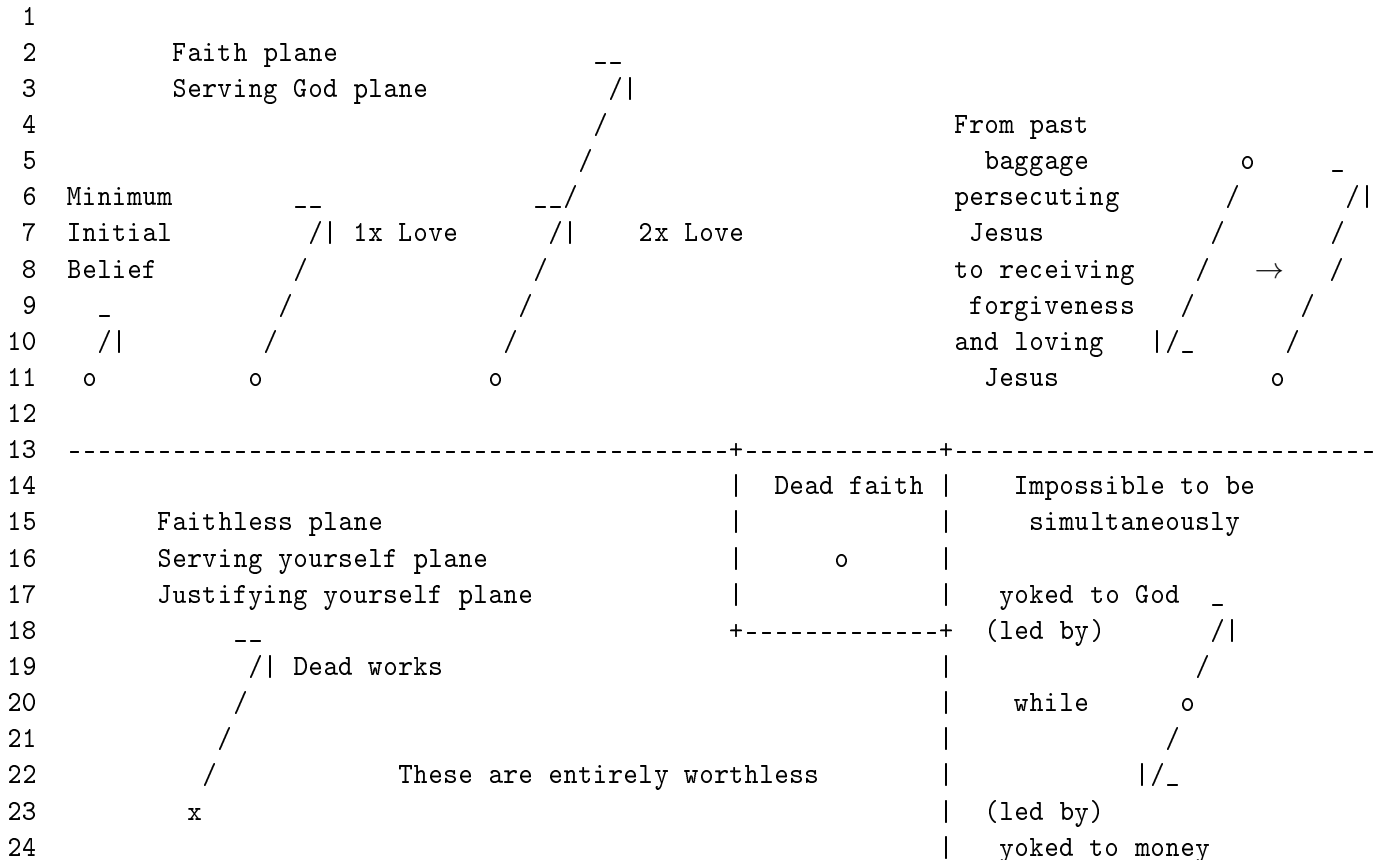 1
2         Faith plane                 __
3         Serving God plane            /|
4                                     /                       From past
5                                    /                          baggage          o     _
6  Minimum        __              __/                         persecuting       /       /|
7  Initial         /| 1x Love      /|    2x Love               Jesus           /       /
8  Belief         /               /                           to receiving    /   →   /
9    _           /               /                             forgiveness   /       /
10   /|         /               /                             and loving   |/_      /
11  o          o               o                                Jesus              o
12
13 --------------------------------------------+-------------+----------------------------
14                                             |  Dead faith |    Impossible to be
15       Faithless plane                       |             |     simultaneously
16       Serving yourself plane                |      o      |
17       Justifying yourself plane             |             |   yoked to God  _
18            __                               +-------------+  (led by)       /|
19             /| Dead works                                 |                /
20            /                                              |    while      o
21           /                                               |              /
22          /            These are entirely worthless        |            |/_
23         x                                                 |  (led by)
24                                                           |   yoked to money